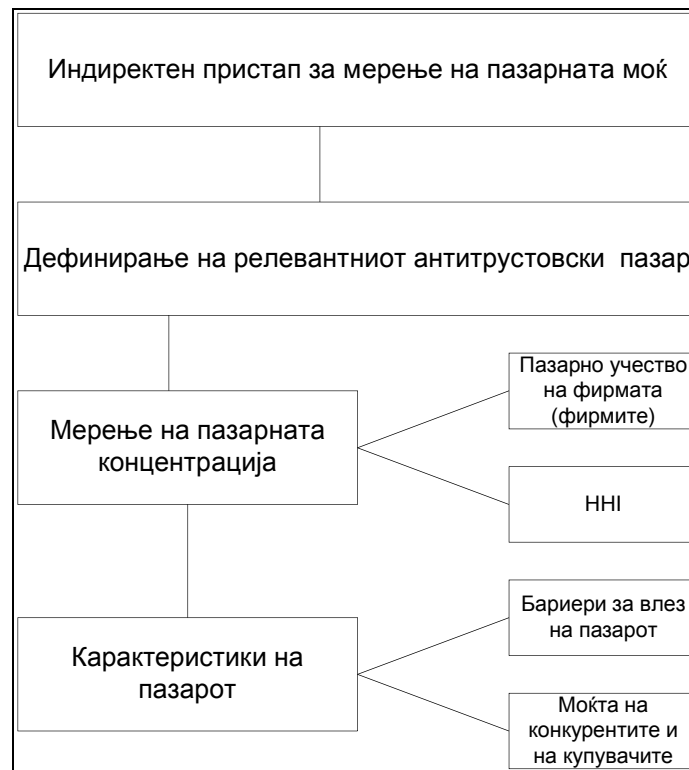 Индиректен пристап за мерење на пазарната моќ
Дефинирање на релевантниот антитрустовски  пазар
Мерење на пазарната
концентрација
Пазарно учество
на фирмата
(фирмите)
HHI
Карактеристики на
пазарот
Бариери за влез
на пазарот
Моќта на
конкурентите и
на купувачите